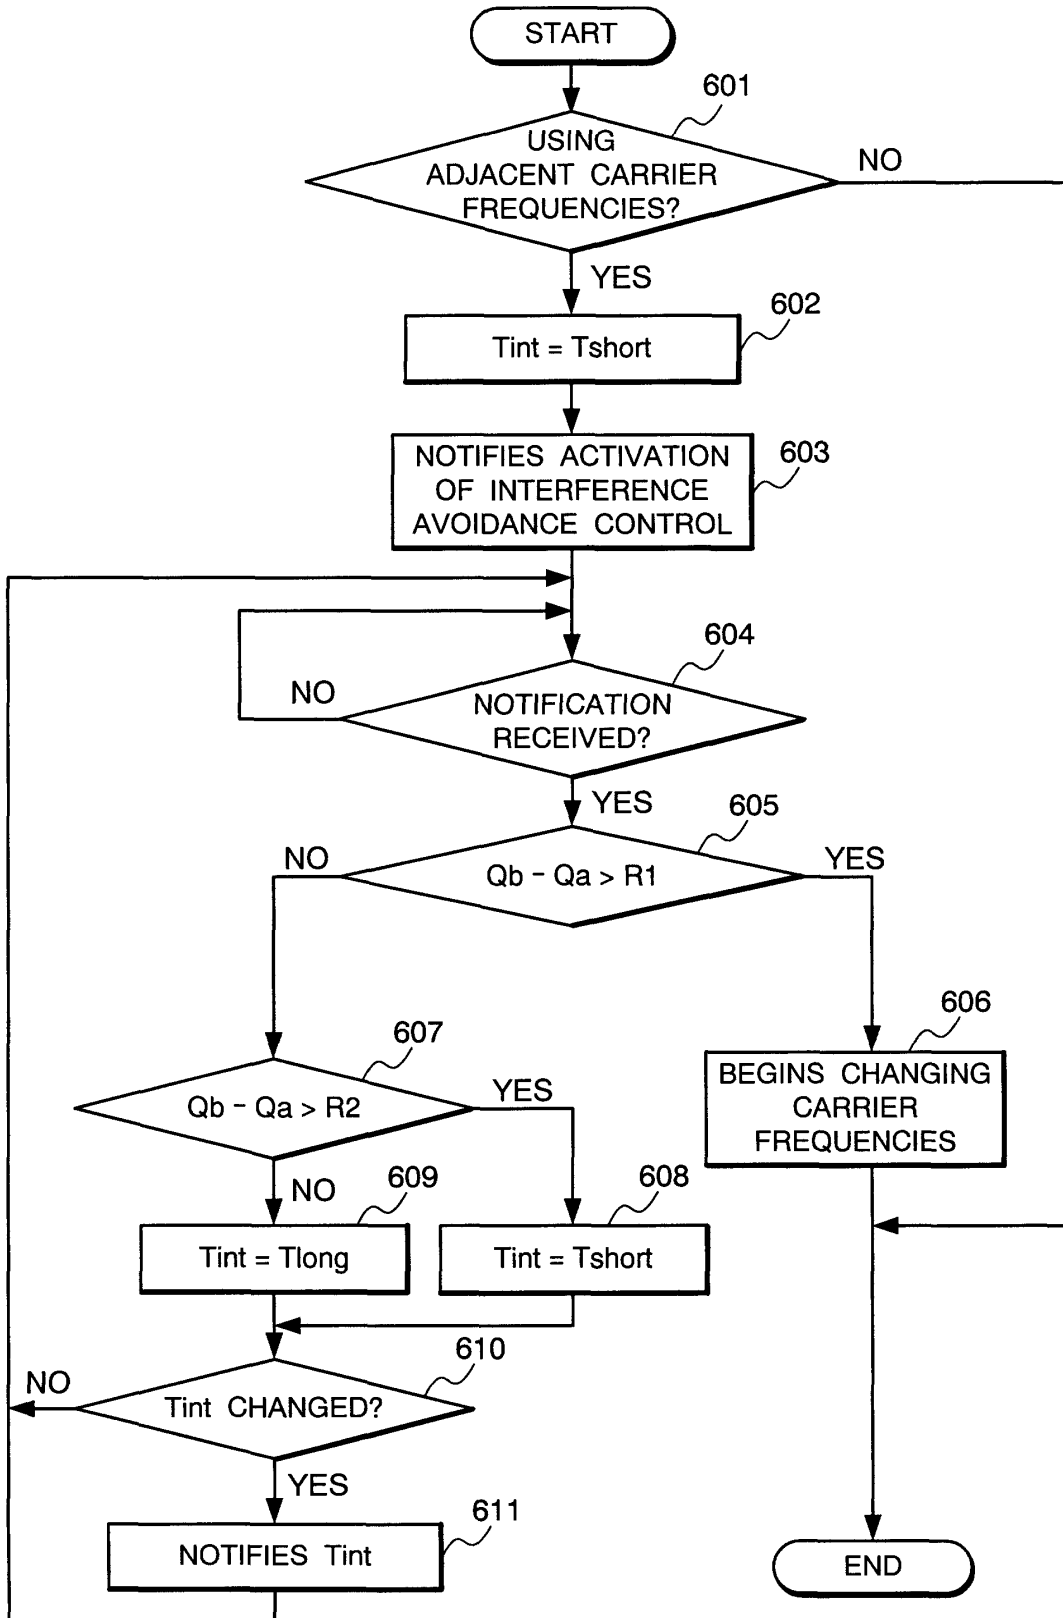 START
601
USING
ADJACENT CARRIER
FREQUENCIES?
NO
YES
602
Tint = Tshort
603
NOTIFIES ACTIVATION
OF INTERFERENCE
AVOIDANCE CONTROL
604
NO
NOTIFICATION
RECEIVED?
YES
605
NO
Qb - Qa > R1
YES
607
Qb - Qa > R2
YES
606
BEGINS CHANGING
CARRIER
FREQUENCIES
NO
609
Tint = Tlong
608
Tint = Tshort
610
NO
Tint CHANGED?
YES
611
NOTIFIES Tint
END